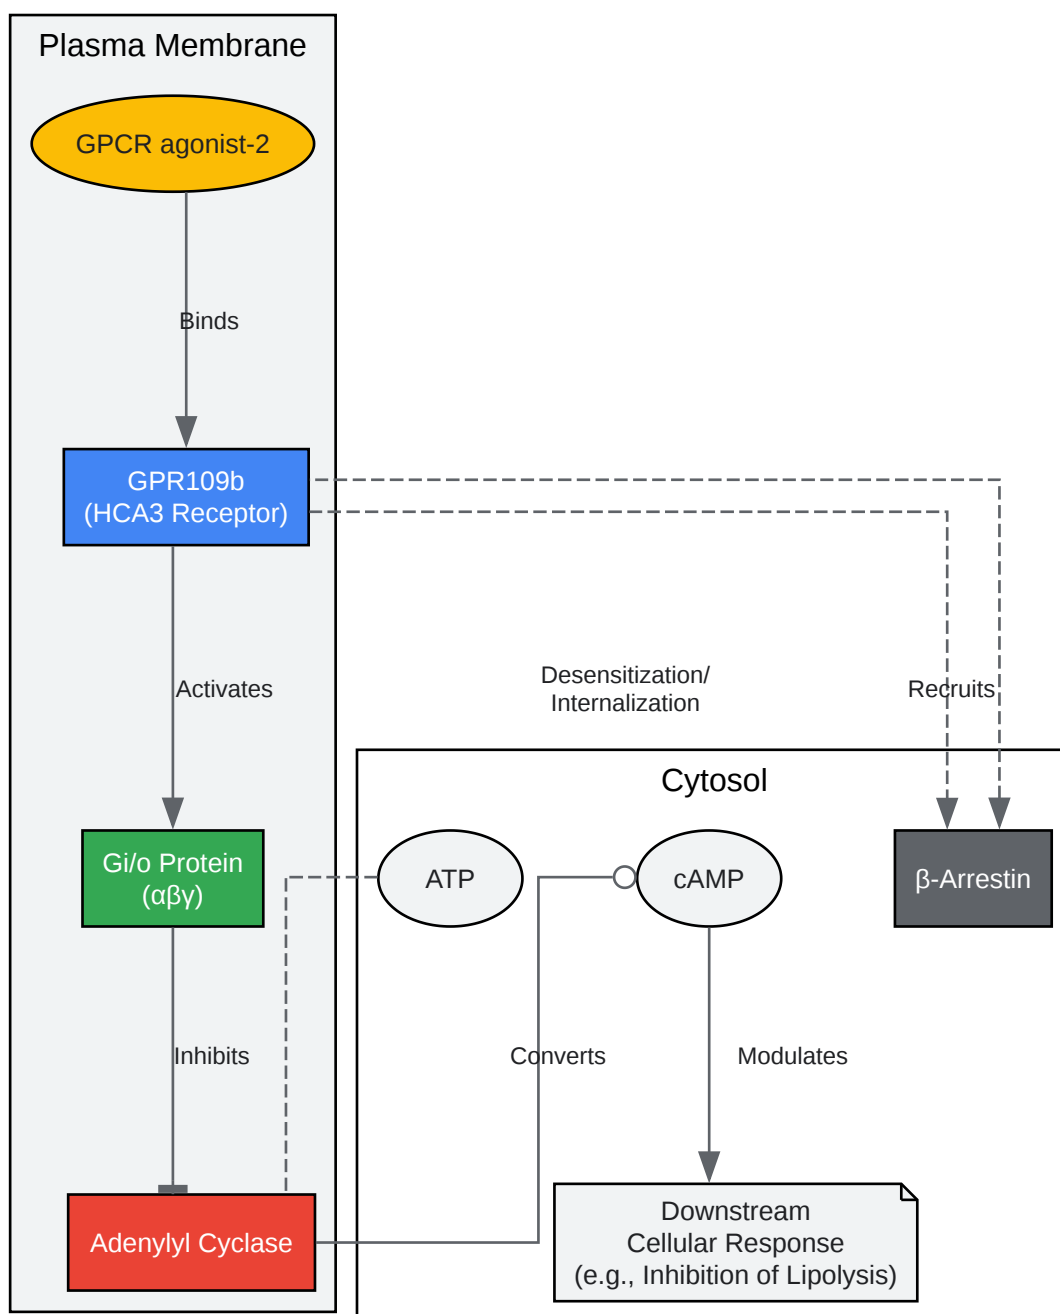 Plasma Membrane
GPCR agonist-2
Binds
GPR109b
(HCA3 Receptor)
Activates
Desensitization/
Internalization
Recruits
Cytosol
Gi/o Protein
(αβγ)
ATP
cAMP
β-Arrestin
Inhibits
Converts
Modulates
Adenylyl Cyclase
Downstream
Cellular Response
(e.g., Inhibition of Lipolysis)